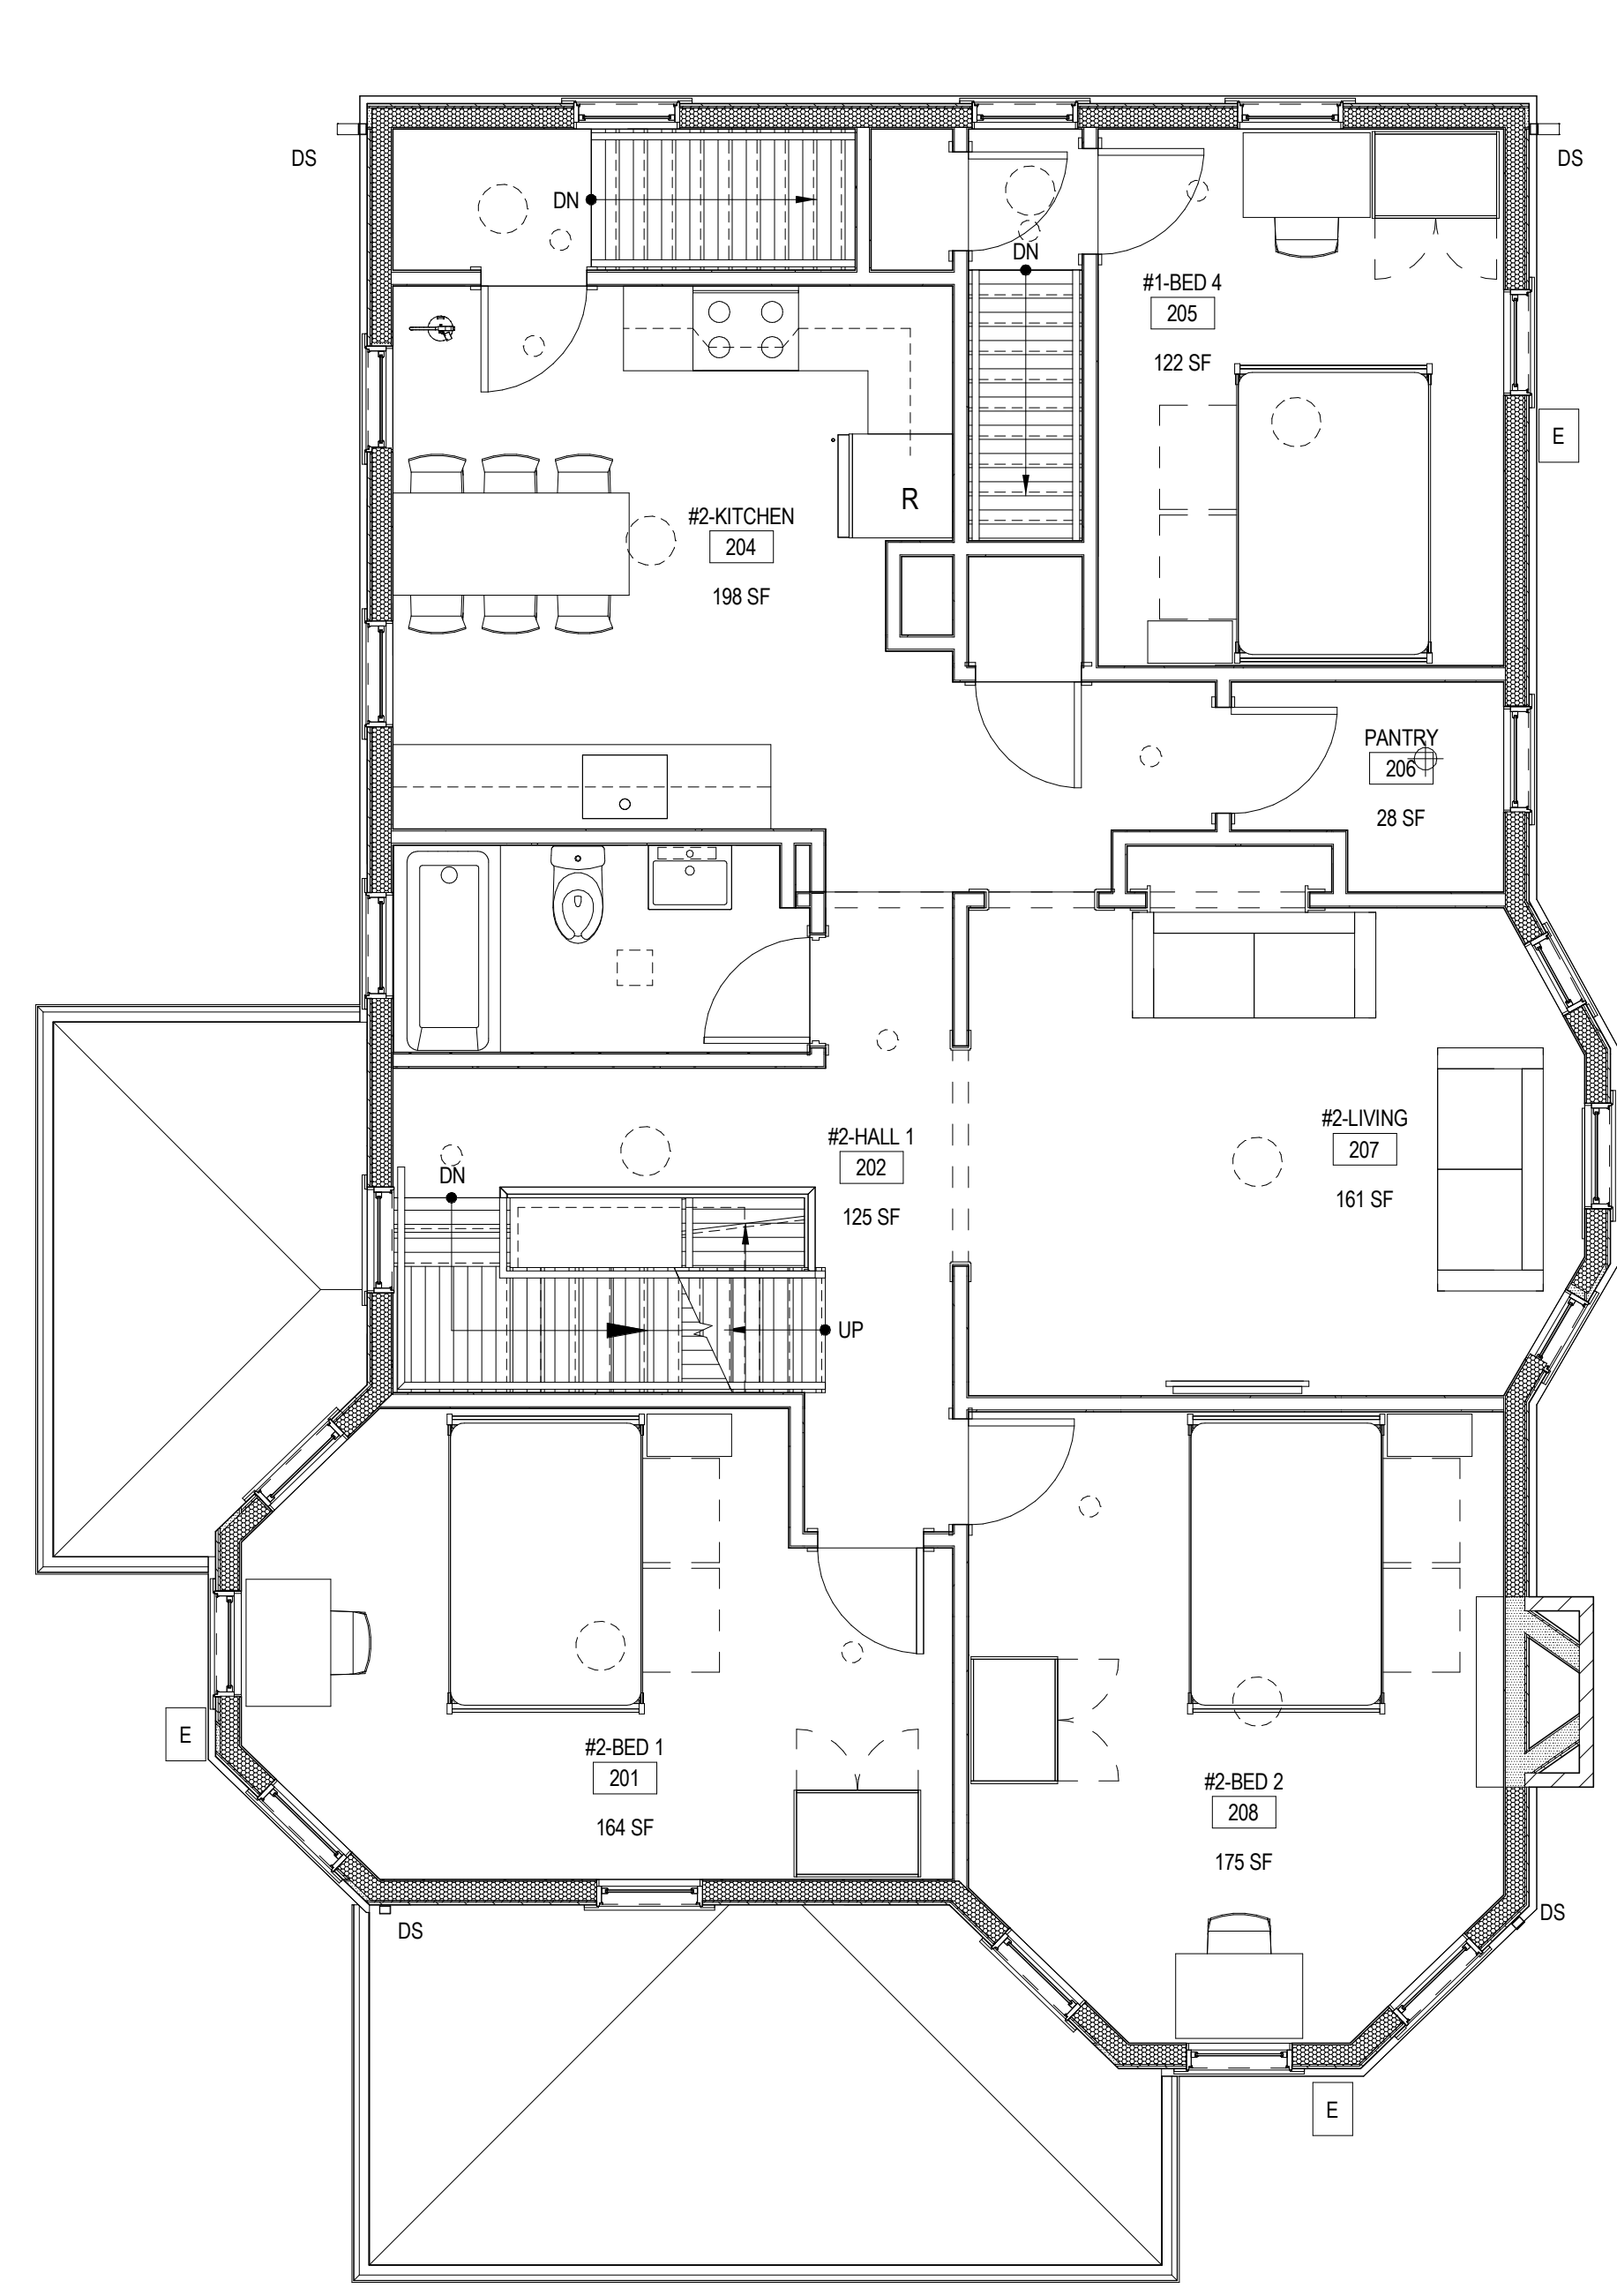 DS
DS
DN
DN
#1-BED 4
205
122 SF
E
R
#2-KITCHEN
204
198 SF
PANTRY
206
28 SF
#2-LIVING
207
161 SF
#2-HALL 1
202
125 SF
DN
UP
E
#2-BED 1
201
164 SF
#2-BED 2
208
175 SF
DS
DS
E